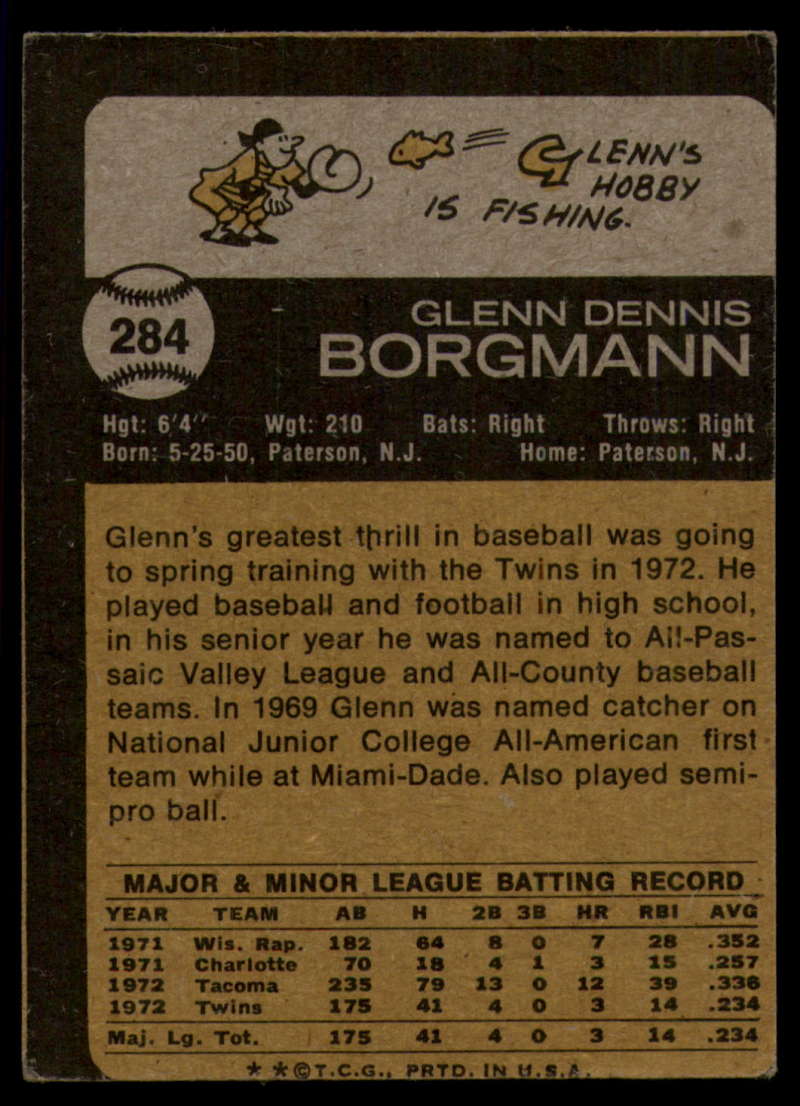 GLENN'S
HOBBY
IS FISHING.
284
GLENN DENNIS
BORGMANN
Hgt: 6'4" Wgt: 210 Bats: Right Throws: Right
Born: 5-25-50, Paterson, N.J. Home: Paterson, N.J.
Glenn's greatest thrill in baseball was going
to spring training with the Twins in 1972. He
played baseball and football in high school,
in his senior year he was named to All-Pas-
saic Valley League and All-County baseball
teams. In 1969 Glenn was named catcher on
National Junior College All-American first
team while at Miami-Dade. Also played semi-
pro ball.
MAJOR & MINOR LEAGUE BATTING RECORD
YEAR TEAM AB H 2B 3B HR RBI AVG
1971 Wis. Rap. 182 64 8 0 7 28 .352
1971 Charlotte 70 18 4 1 3 15 .257
1972 Tacoma 235 79 13 0 12 39 .336
1972 Twins 175 41 4 0 3 14 .234
Maj. Lg. Tot. 175 41 4 0 3 14 .234
* *©T.C.G., PRTD. IN U.S.A.